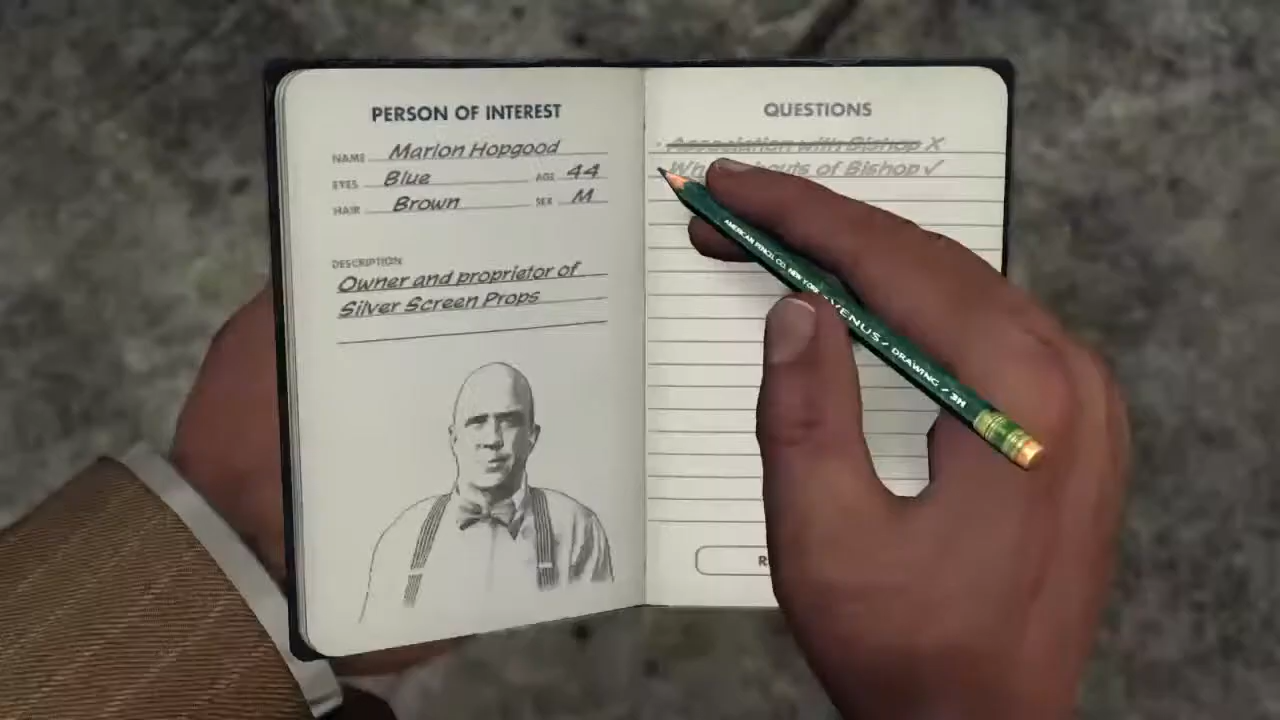 PERSON OF INTEREST
NAME Marion Hopgood
EYES Blue AGE 44
HAIR Brown SEX M
DESCRIPTION
Owner and proprietor of
Silver Screen Props
QUESTIONS
Association with Bishop X
of Bishop ✓
AMERICAN PENCIL CO. NEW YORK VENUS / DRAWING / 3H